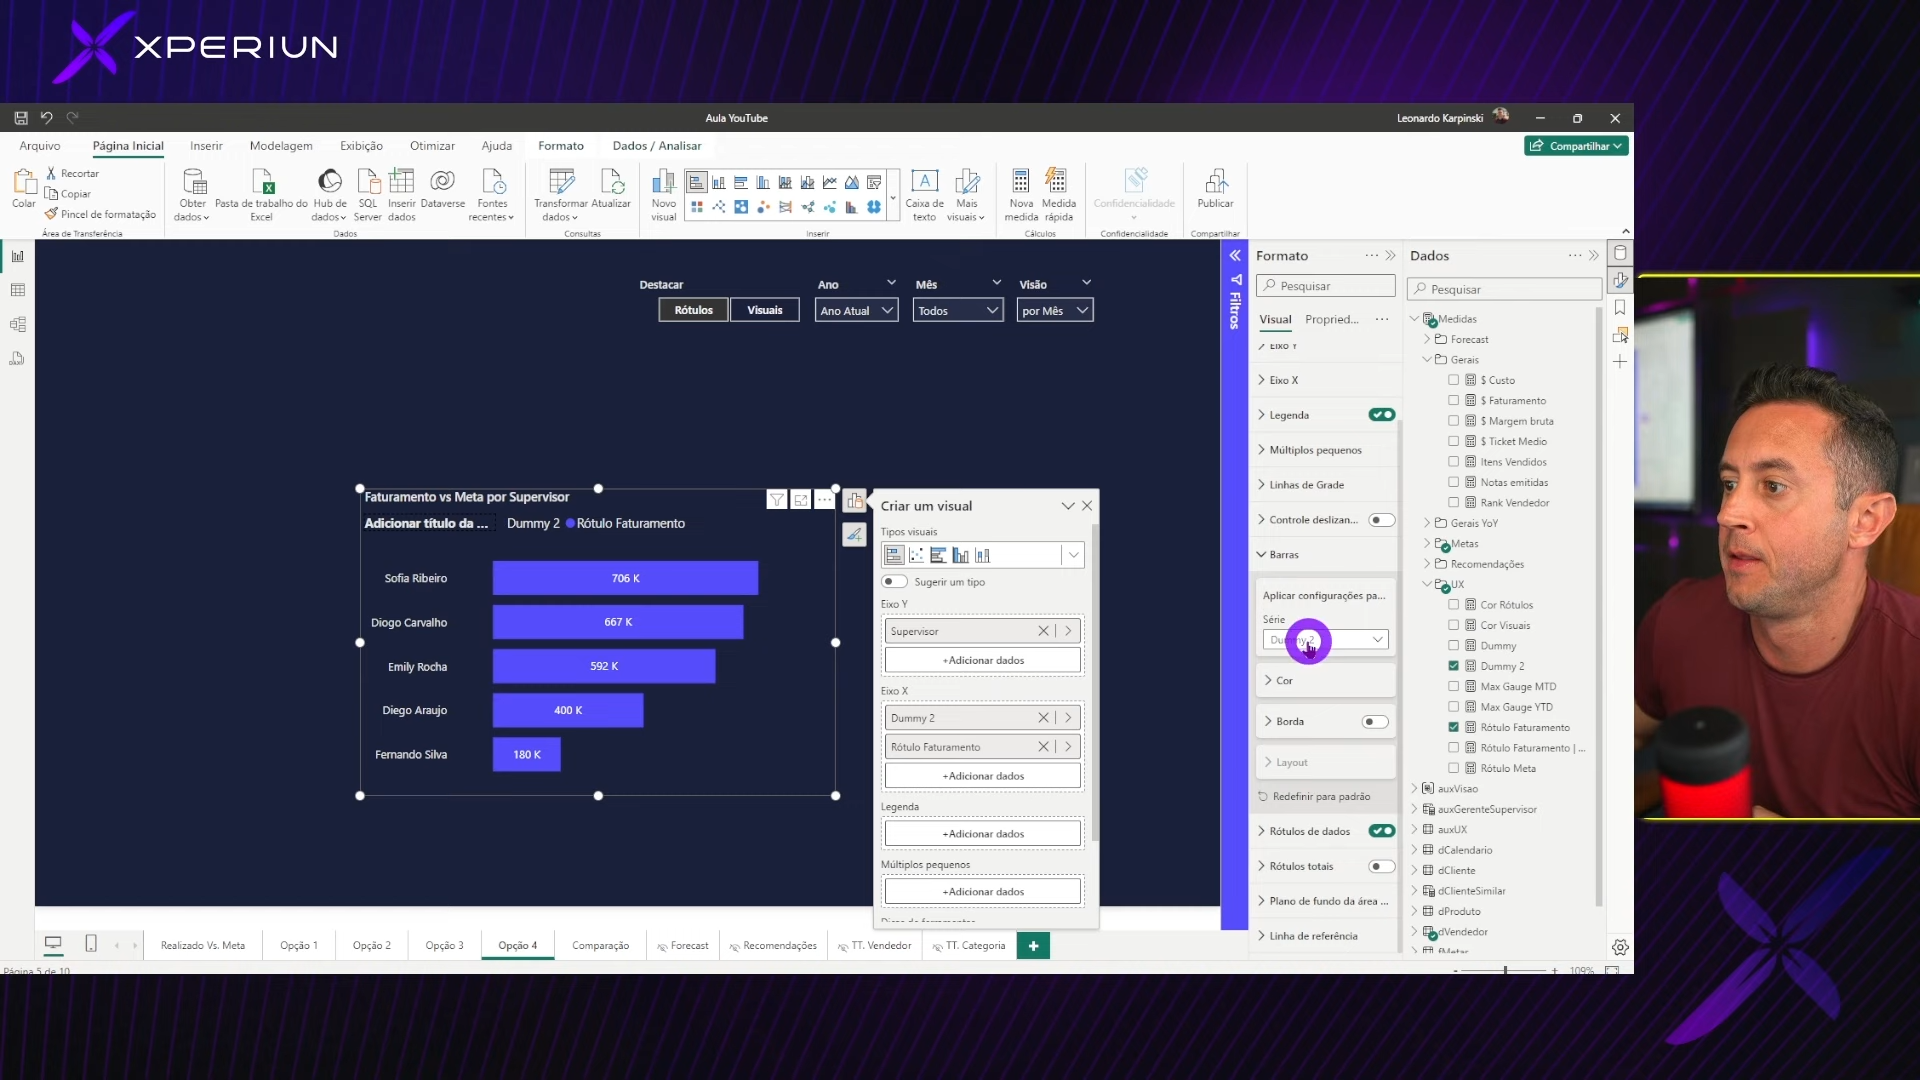 XPERIUN
Aula YouTube
Leonardo Karpinski
Arquivo
Página Inicial
Inserir
Modelagem
Exibição
Otimizar
Ajuda
Formato
Dados / Analisar
Compartilhar
Colar
Recortar
Copiar
Pincel de formatação
Área de Transferência
Obter dados
Pasta de trabalho do Excel
Hub de dados
SQL Server
Inserir dados
Dataverse
Fontes recentes
Dados
Transformar dados
Atualizar
Consultas
Novo visual
Caixa de texto
Mais visuais
Inserir
Nova medida
Medida rápida
Cálculos
Confidencialidade
Confidencialidade
Publicar
Compartilhar
Destacar
Rótulos
Visuais
Ano
Ano Atual
Mês
Todos
Visão
por Mês
Faturamento vs Meta por Supervisor
Adicionar título da ...
Dummy 2
Rótulo Faturamento
Sofia Ribeiro
706 K
Diogo Carvalho
667 K
Emily Rocha
592 K
Diego Araujo
400 K
Fernando Silva
180 K
Criar um visual
Tipos visuais
Sugerir um tipo
Eixo Y
Supervisor
+Adicionar dados
Eixo X
Dummy 2
Rótulo Faturamento
+Adicionar dados
Legenda
+Adicionar dados
Múltiplos pequenos
+Adicionar dados
Filtros
Formato
Pesquisar
Visual
Propried...
Eixo Y
Eixo X
Legenda
Múltiplos pequenos
Linhas de Grade
Controle deslizan...
Barras
Aplicar configurações pa...
Série
Dummy 2
Cor
Borda
Layout
Redefinir para padrão
Rótulos de dados
Rótulos totais
Plano de fundo da área ...
Linha de referência
Dados
Pesquisar
Medidas
Forecast
Gerais
$ Custo
$ Faturamento
$ Margem bruta
$ Ticket Medio
Itens Vendidos
Notas emitidas
Rank Vendedor
Gerais YoY
Metas
Recomendações
UX
Cor Rótulos
Cor Visuais
Dummy
Dummy 2
Max Gauge MTD
Max Gauge YTD
Rótulo Faturamento
Rótulo Faturamento | ...
Rótulo Meta
auxVisao
auxGerenteSupervisor
auxUX
dCalendario
dCliente
dClienteSimilar
dProduto
dVendedor
fMetas
Realizado Vs. Meta
Opção 1
Opção 2
Opção 3
Opção 4
Comparação
Forecast
Recomendações
TT. Vendedor
TT. Categoria
Página 5 de 10
109%